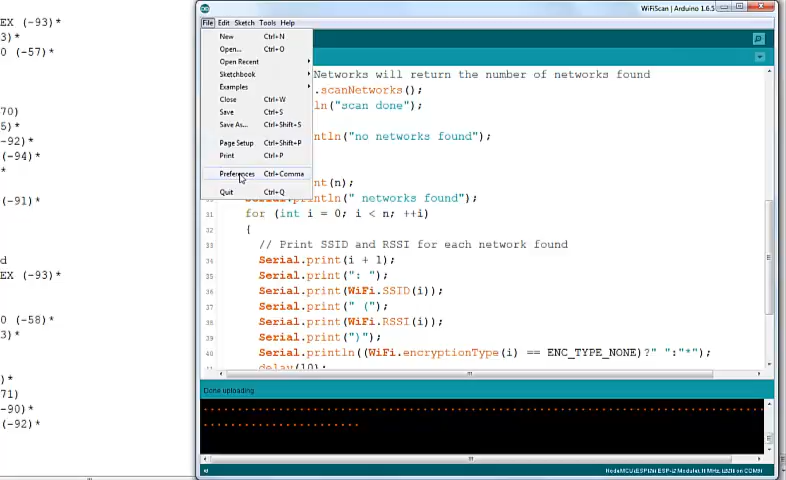 EX (-93)*
3)*
0 (-57)*
70)
5)*
-92)*
(-94)*
*
(-91)*
d
EX (-93)*
0 (-58)*
3)*
)*
71)
-90)*
(-92)*
WiFiScan | Arduino 1.6.5
File Edit Sketch Tools Help
New Ctrl+N
Open... Ctrl+O
Open Recent
Sketchbook
Examples
Close Ctrl+W
Save Ctrl+S
Save As... Ctrl+Shift+S
Page Setup Ctrl+Shift+P
Print Ctrl+P
Preferences Ctrl+Comma
Quit Ctrl+Q
Networks will return the number of networks found
.scanNetworks();
ln("scan done");
ntln("no networks found");
nt(n);
Serial.println(" networks found");
31 for (int i = 0; i < n; ++i)
32 {
33 // Print SSID and RSSI for each network found
34 Serial.print(i + 1);
35 Serial.print(": ");
36 Serial.print(WiFi.SSID(i));
37 Serial.print(" (");
38 Serial.print(WiFi.RSSI(i));
39 Serial.print(")");
40 Serial.println((WiFi.encryptionType(i) == ENC_TYPE_NONE)?" ":"*");
delay(10);
Done uploading